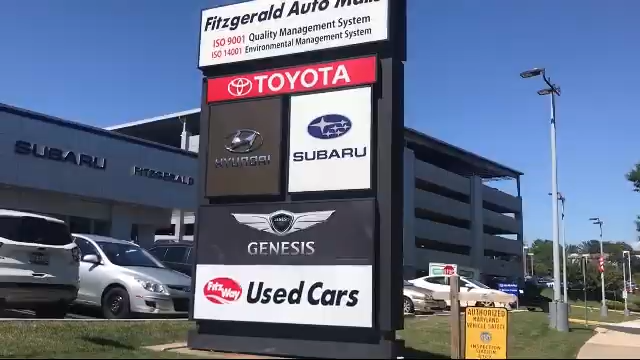 Fitzgerald Auto Malls
ISO 9001 Quality Management System
ISO 14001 Environmental Management System
TOYOTA
HYUNDAI
SUBARU
GENESIS
FitzWay Used Cars
SUBARU
FITZGERALD
AUTHORIZED
MARYLAND
VEHICLE SAFETY
INSPECTION
STATION